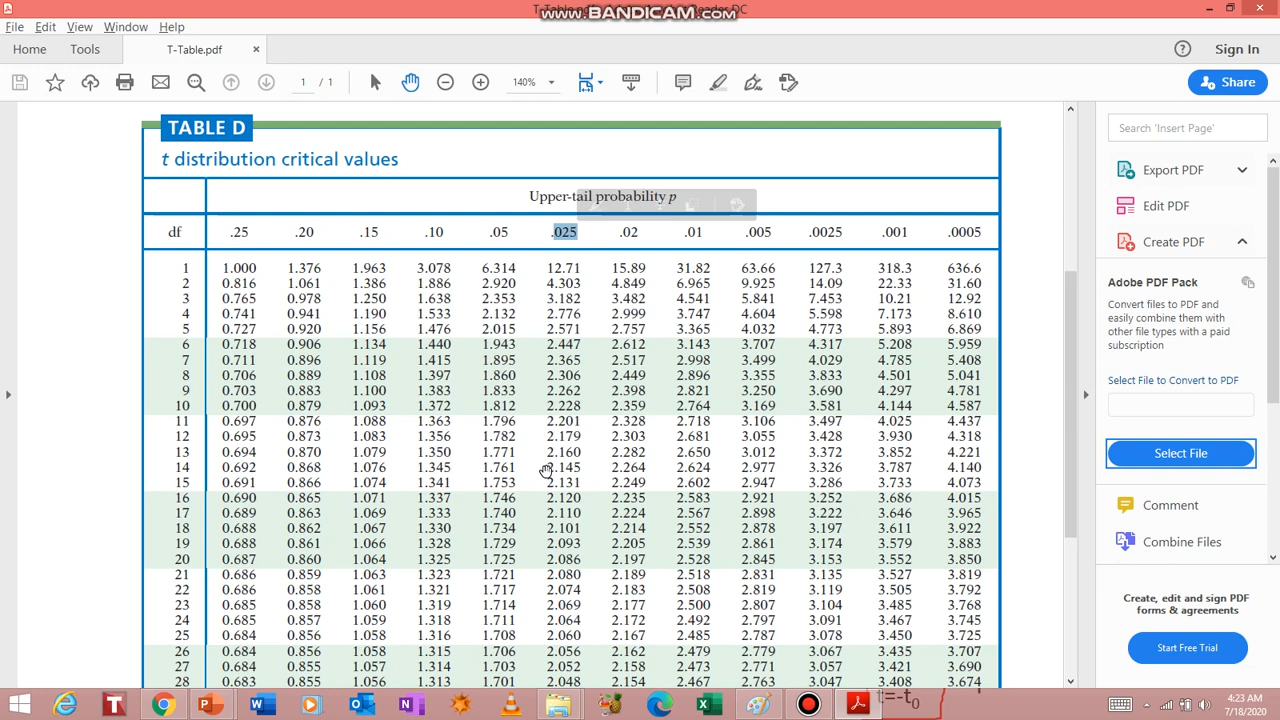 T-Table.pdf - Adobe Acrobat Reader DC
www.BANDICAM.com
File Edit View Window Help
Home Tools T-Table.pdf × Sign In
1 / 1 140% Share
TABLE D
t distribution critical values
Upper-tail probability p
df .25 .20 .15 .10 .05 .025 .02 .01 .005 .0025 .001 .0005
1 1.000 1.376 1.963 3.078 6.314 12.71 15.89 31.82 63.66 127.3 318.3 636.6
2 0.816 1.061 1.386 1.886 2.920 4.303 4.849 6.965 9.925 14.09 22.33 31.60
3 0.765 0.978 1.250 1.638 2.353 3.182 3.482 4.541 5.841 7.453 10.21 12.92
4 0.741 0.941 1.190 1.533 2.132 2.776 2.999 3.747 4.604 5.598 7.173 8.610
5 0.727 0.920 1.156 1.476 2.015 2.571 2.757 3.365 4.032 4.773 5.893 6.869
6 0.718 0.906 1.134 1.440 1.943 2.447 2.612 3.143 3.707 4.317 5.208 5.959
7 0.711 0.896 1.119 1.415 1.895 2.365 2.517 2.998 3.499 4.029 4.785 5.408
8 0.706 0.889 1.108 1.397 1.860 2.306 2.449 2.896 3.355 3.833 4.501 5.041
9 0.703 0.883 1.100 1.383 1.833 2.262 2.398 2.821 3.250 3.690 4.297 4.781
10 0.700 0.879 1.093 1.372 1.812 2.228 2.359 2.764 3.169 3.581 4.144 4.587
11 0.697 0.876 1.088 1.363 1.796 2.201 2.328 2.718 3.106 3.497 4.025 4.437
12 0.695 0.873 1.083 1.356 1.782 2.179 2.303 2.681 3.055 3.428 3.930 4.318
13 0.694 0.870 1.079 1.350 1.771 2.160 2.282 2.650 3.012 3.372 3.852 4.221
14 0.692 0.868 1.076 1.345 1.761 2.145 2.264 2.624 2.977 3.326 3.787 4.140
15 0.691 0.866 1.074 1.341 1.753 2.131 2.249 2.602 2.947 3.286 3.733 4.073
16 0.690 0.865 1.071 1.337 1.746 2.120 2.235 2.583 2.921 3.252 3.686 4.015
17 0.689 0.863 1.069 1.333 1.740 2.110 2.224 2.567 2.898 3.222 3.646 3.965
18 0.688 0.862 1.067 1.330 1.734 2.101 2.214 2.552 2.878 3.197 3.611 3.922
19 0.688 0.861 1.066 1.328 1.729 2.093 2.205 2.539 2.861 3.174 3.579 3.883
20 0.687 0.860 1.064 1.325 1.725 2.086 2.197 2.528 2.845 3.153 3.552 3.850
21 0.686 0.859 1.063 1.323 1.721 2.080 2.189 2.518 2.831 3.135 3.527 3.819
22 0.686 0.858 1.061 1.321 1.717 2.074 2.183 2.508 2.819 3.119 3.505 3.792
23 0.685 0.858 1.060 1.319 1.714 2.069 2.177 2.500 2.807 3.104 3.485 3.768
24 0.685 0.857 1.059 1.318 1.711 2.064 2.172 2.492 2.797 3.091 3.467 3.745
25 0.684 0.856 1.058 1.316 1.708 2.060 2.167 2.485 2.787 3.078 3.450 3.725
26 0.684 0.856 1.058 1.315 1.706 2.056 2.162 2.479 2.779 3.067 3.435 3.707
27 0.684 0.855 1.057 1.314 1.703 2.052 2.158 2.473 2.771 3.057 3.421 3.690
28 0.683 0.855 1.056 1.313 1.701 2.048 2.154 2.467 2.763 3.047 3.408 3.674
Search 'Insert Page'
Export PDF
Edit PDF
Create PDF
Adobe PDF Pack
Convert files to PDF and
easily combine them with
other file types with a paid
subscription
Select File to Convert to PDF
Select File
Comment
Combine Files
Create, edit and sign PDF
forms & agreements
Start Free Trial
t=-t₀
4:23 AM
7/18/2020